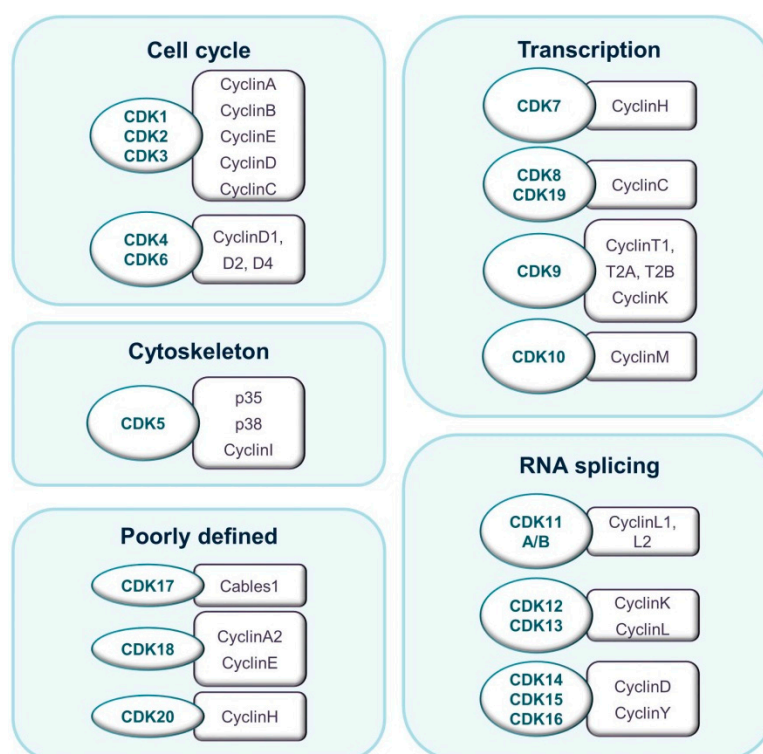 Cell cycle
CDK1
CDK2
CDK3
CyclinA
CyclinB
CyclinE
CyclinD
CyclinC
CDK4
CDK6
CyclinD1,
D2, D4
Cytoskeleton
CDK5
p35
p38
CyclinI
Poorly defined
CDK17
Cables1
CDK18
CyclinA2
CyclinE
CDK20
CyclinH
Transcription
CDK7
CyclinH
CDK8
CDK19
CyclinC
CDK9
CyclinT1,
T2A, T2B
CyclinK
CDK10
CyclinM
RNA splicing
CDK11
A/B
CyclinL1,
L2
CDK12
CDK13
CyclinK
CyclinL
CDK14
CDK15
CDK16
CyclinD
CyclinY